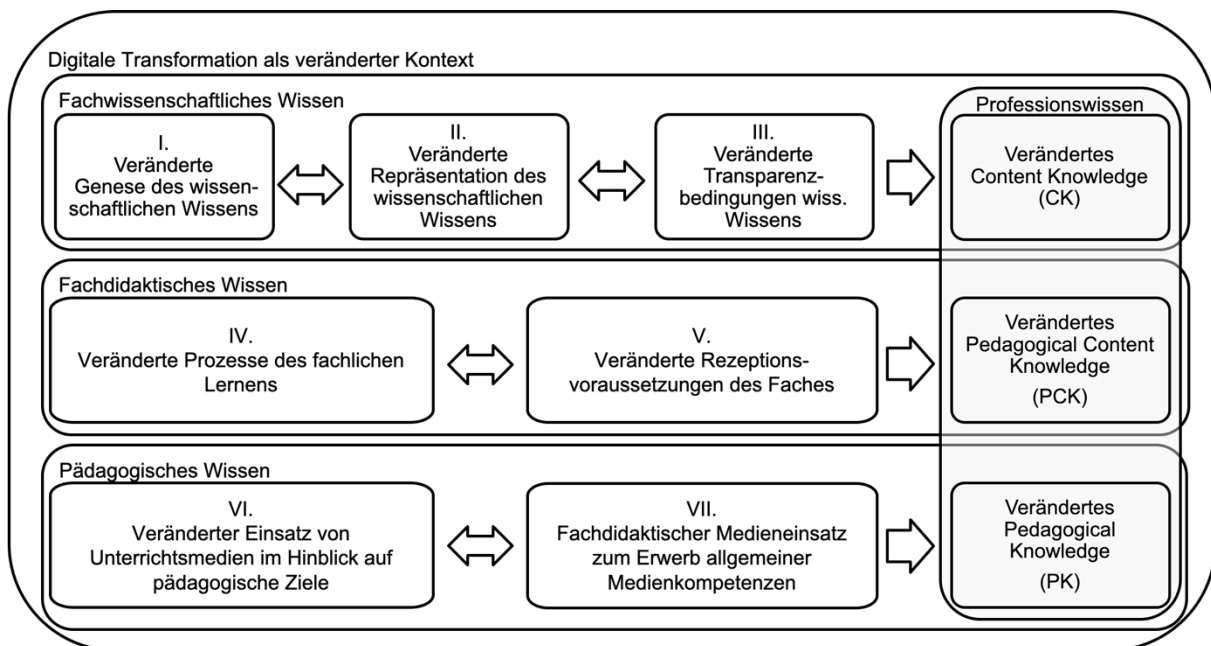 Digitale Transformation als veränderter Kontext
Fachwissenschaftliches Wissen
I.
Veränderte
Genese des wissen-
schaftlichen Wissens
II.
Veränderte
Repräsentation des
wissenschaftlichen
Wissens
III.
Veränderte
Transparenz-
bedingungen wiss.
Wissens
Professionswissen
Verändertes
Content Knowledge
(CK)
Fachdidaktisches Wissen
IV.
Veränderte Prozesse des fachlichen
Lernens
V.
Veränderte Rezeptions-
voraussetzungen des Faches
Verändertes
Pedagogical Content
Knowledge
(PCK)
Pädagogisches Wissen
VI.
Veränderter Einsatz von
Unterrichtsmedien im Hinblick auf
pädagogische Ziele
VII.
Fachdidaktischer Medieneinsatz
zum Erwerb allgemeiner
Medienkompetenzen
Verändertes
Pedagogical
Knowledge
(PK)